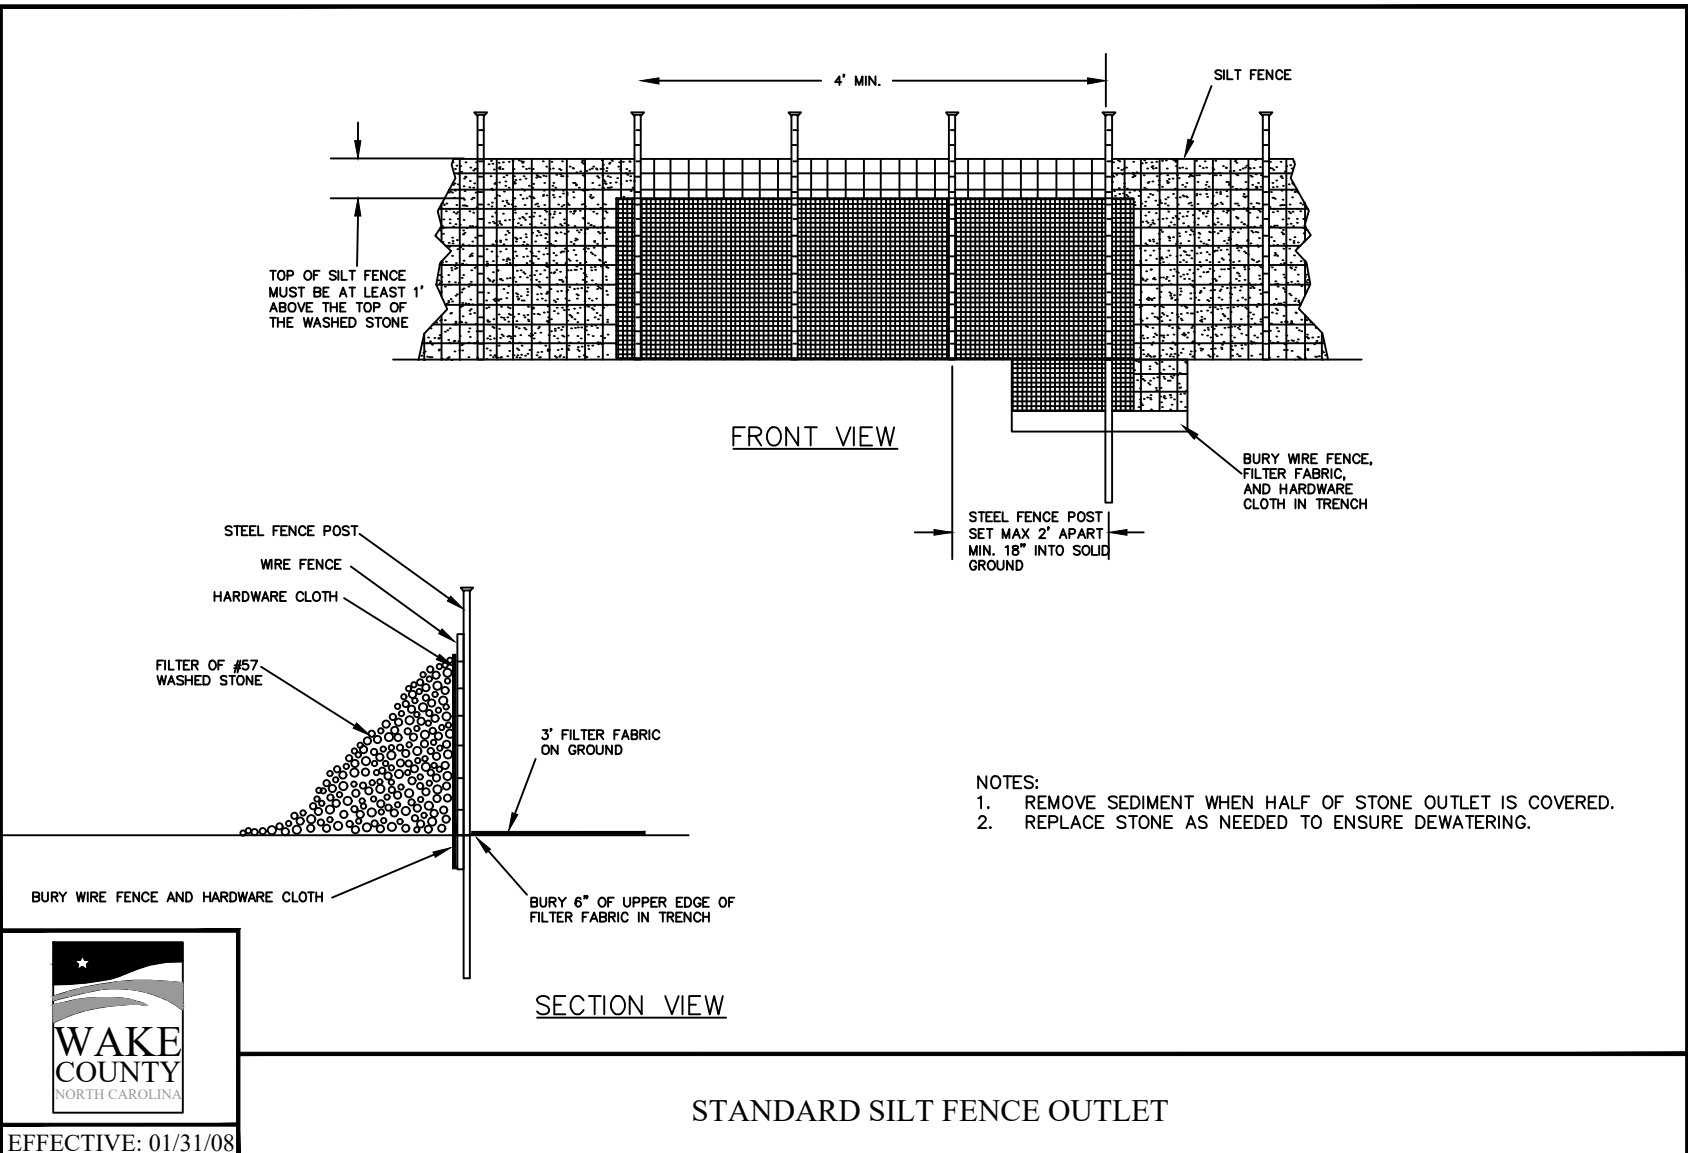 4' MIN.
SILT FENCE
TOP OF SILT FENCE
MUST BE AT LEAST 1'
ABOVE THE TOP OF
THE WASHED STONE
FRONT VIEW
BURY WIRE FENCE,
FILTER FABRIC,
AND HARDWARE
CLOTH IN TRENCH
STEEL FENCE POST
SET MAX 2' APART
MIN. 18" INTO SOLID
GROUND
STEEL FENCE POST
WIRE FENCE
HARDWARE CLOTH
FILTER OF #57
WASHED STONE
3' FILTER FABRIC
ON GROUND
NOTES:
1. REMOVE SEDIMENT WHEN HALF OF STONE OUTLET IS COVERED.
2. REPLACE STONE AS NEEDED TO ENSURE DEWATERING.
BURY WIRE FENCE AND HARDWARE CLOTH
BURY 6" OF UPPER EDGE OF
FILTER FABRIC IN TRENCH
SECTION VIEW
WAKE
COUNTY
NORTH CAROLINA
STANDARD SILT FENCE OUTLET
EFFECTIVE: 01/31/08